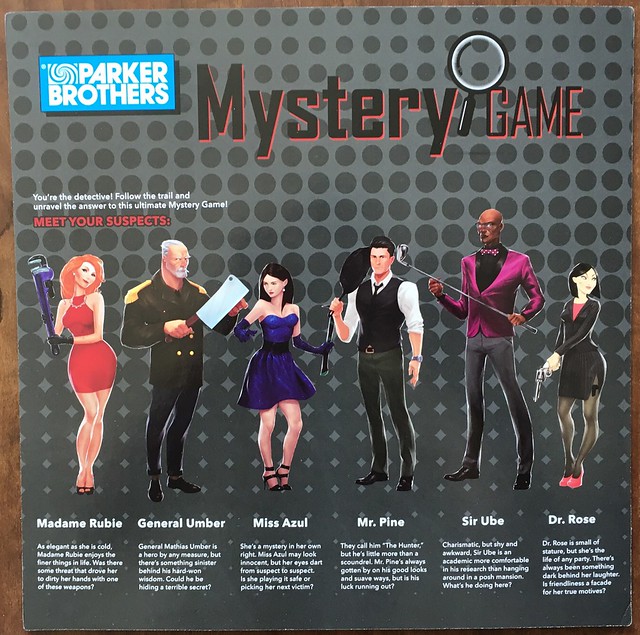 PARKER
BROTHERS
Mystery GAME
You're the detective! Follow the trail and
unravel the answer to this ultimate Mystery Game!
MEET YOUR SUSPECTS:
Madame Rubie
As elegant as she is cold,
Madame Rubie enjoys the
finer things in life. Was there
some threat that drove her
to dirty her hands with one
of these weapons?
General Umber
General Mathias Umber is
a hero by any measure, but
there's something sinister
behind his hard-won
wisdom. Could he be
hiding a terrible secret?
Miss Azul
She's a mystery in her own
right. Miss Azul may look
innocent, but her eyes dart
from suspect to suspect.
Is she playing it safe or
picking her next victim?
Mr. Pine
They call him "The Hunter,"
but he's little more than a
scoundrel. Mr. Pine's always
gotten by on his good looks
and suave ways, but is his
luck running out?
Sir Ube
Charismatic, but shy and
awkward, Sir Ube is an
academic more comfortable
in his research than hanging
around in a posh mansion.
What's he doing here?
Dr. Rose
Dr. Rose is small of
stature, but she's the
life of any party. There's
always been something
dark behind her laughter.
Is friendliness a facade
for her true motives?